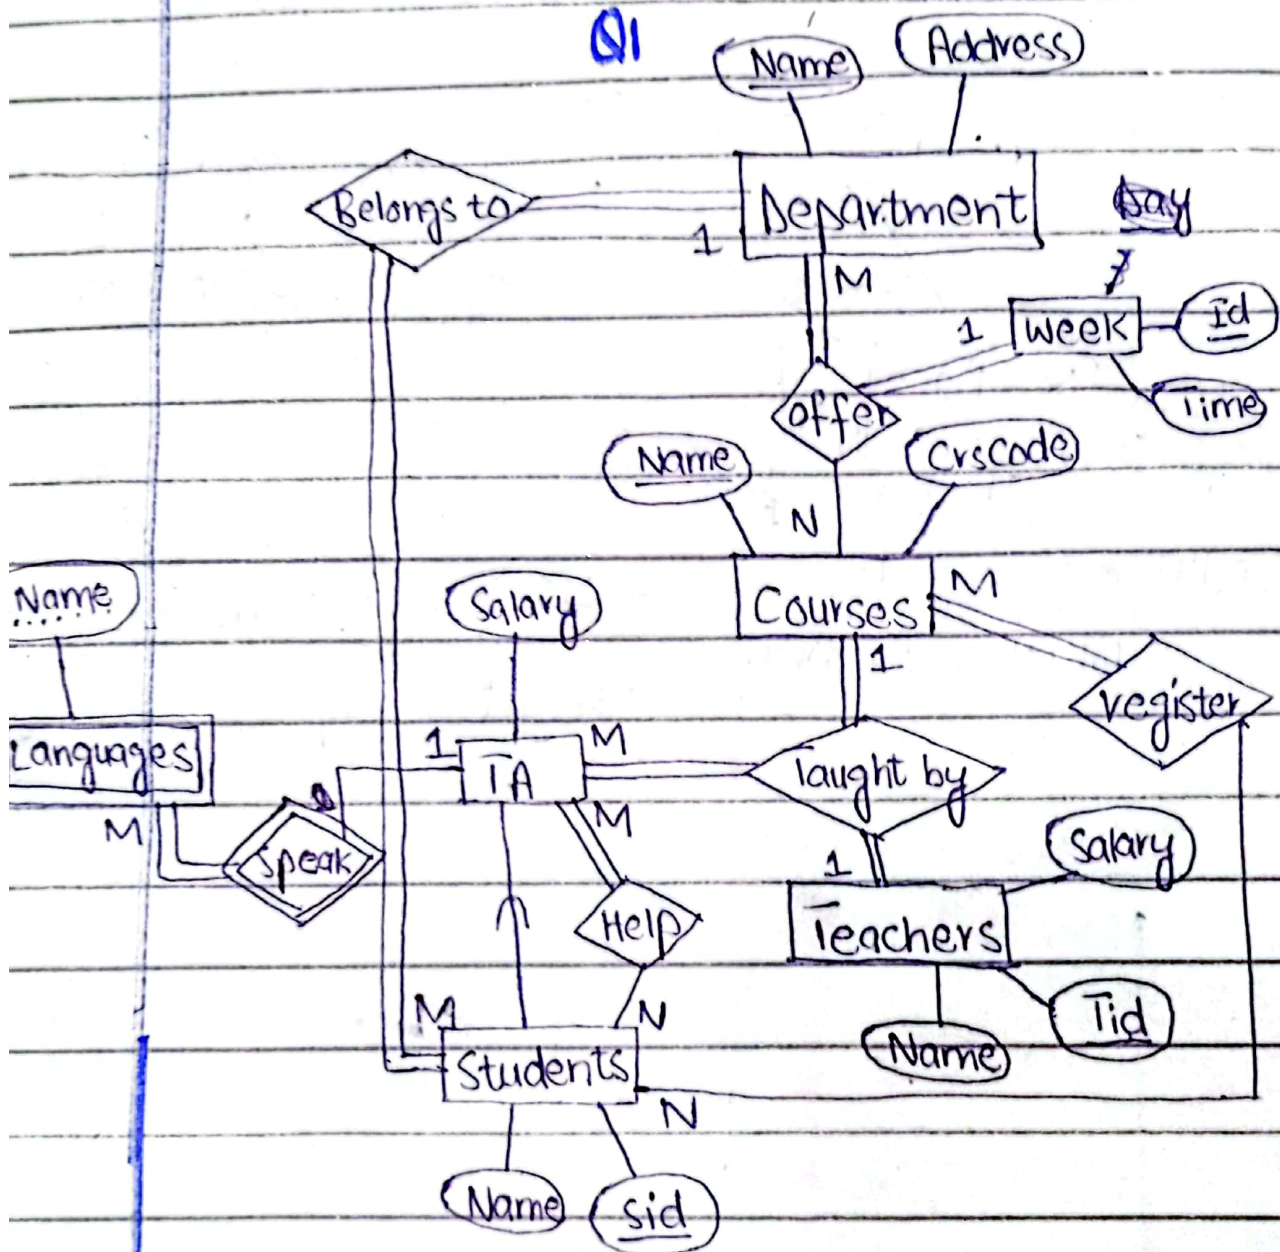 Q1
Name Address
Belongs to Department Day
1 M
1 Week Id
offer Time
Name CrsCode
N
Name Salary Courses M
1 register
Languages 1 TA M Taught by
M Speak M Salary
1
Help Teachers
M N Tid
Name
Students
N
Name Sid